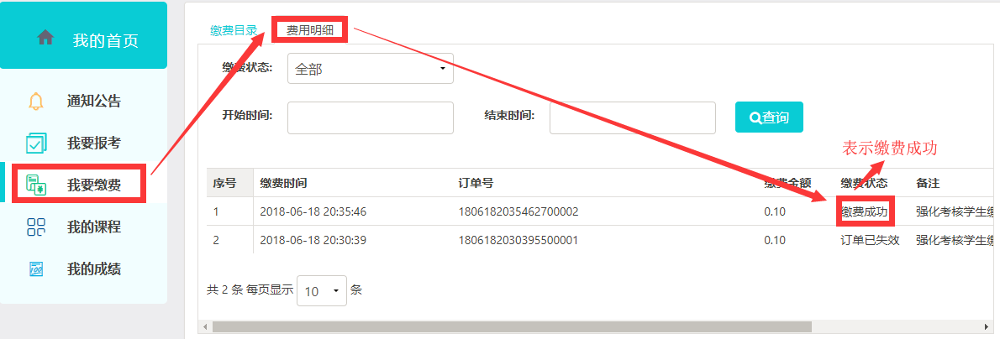 我的首页
通知公告
我要报考
我要缴费
我的课程
我的成绩
缴费目录 费用明细
缴费状态: 全部
开始时间: 结束时间: 查询
表示缴费成功
序号 缴费时间 订单号 缴费金额 缴费状态 备注
1 2018-06-18 20:35:46 1806182035462700002 0.10 缴费成功 强化考核学生缴
2 2018-06-18 20:30:39 1806182030395500001 0.10 订单已失效 强化考核学生缴
共 2 条 每页显示 10 条